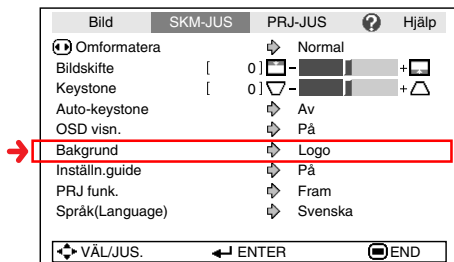 Bild SKM-JUS PRJ-JUS ? Hjälp
Omformatera Normal
Bildskifte [ 0] - +
Keystone [ 0] - +
Auto-keystone Av
OSD visn. På
Bakgrund Logo
Inställn.guide På
PRJ funk. Fram
Språk(Language) Svenska
VÄL/JUS. ENTER END